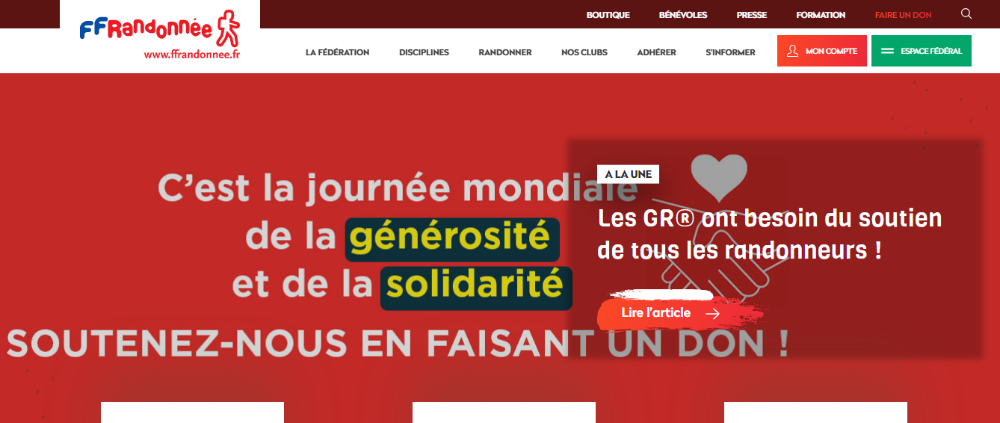 FFRandonnée
www.ffrandonnee.fr
BOUTIQUE BÉNÉVOLES PRESSE FORMATION FAIRE UN DON
LA FÉDÉRATION DISCIPLINES RANDONNER NOS CLUBS ADHÉRER S'INFORMER MON COMPTE ESPACE FÉDÉRAL
C'est la journée mondiale
de la générosité
et de la solidarité
SOUTENEZ-NOUS EN FAISANT UN DON !
A LA UNE
Les GR® ont besoin du soutien
de tous les randonneurs !
Lire l'article